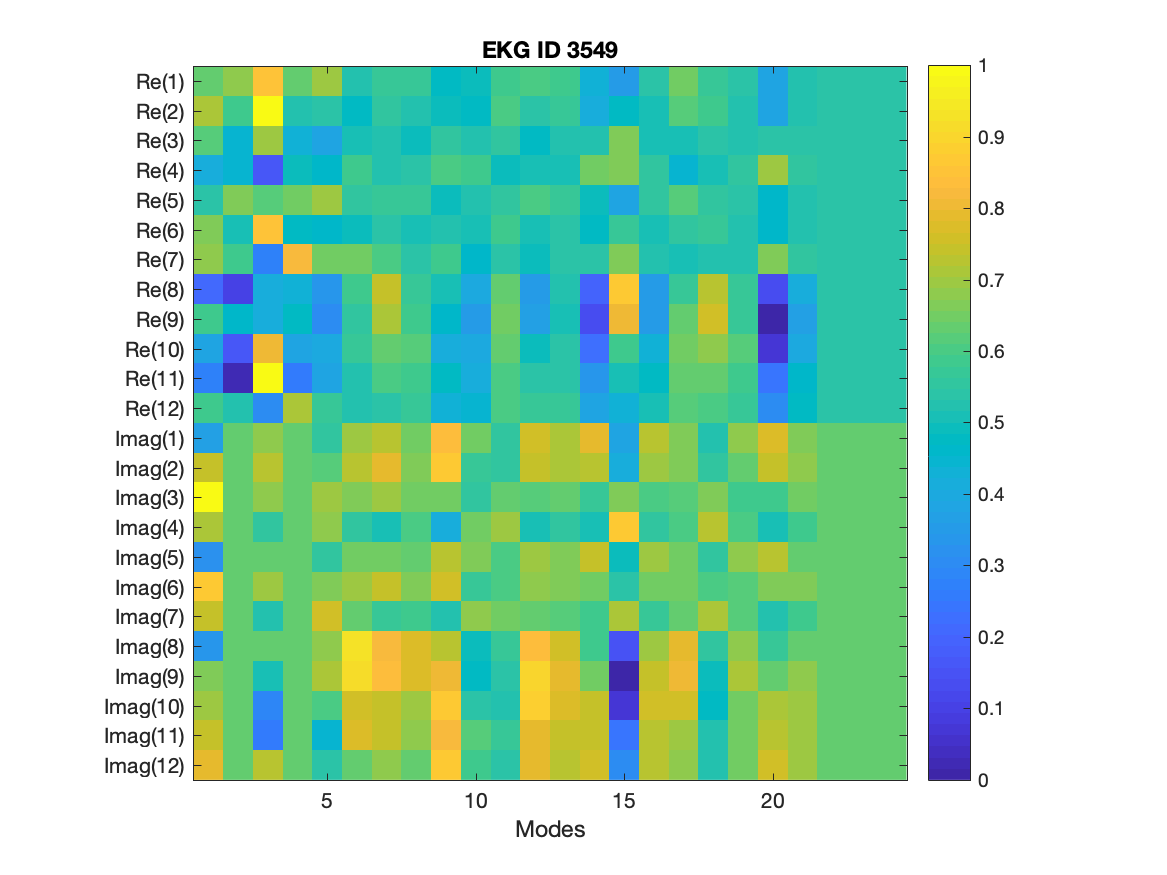 EKG ID 3549
Re(1)
Re(2)
Re(3)
Re(4)
Re(5)
Re(6)
Re(7)
Re(8)
Re(9)
Re(10)
Re(11)
Re(12)
Imag(1)
Imag(2)
Imag(3)
Imag(4)
Imag(5)
Imag(6)
Imag(7)
Imag(8)
Imag(9)
Imag(10)
Imag(11)
Imag(12)
5 10 15 20
Modes
1
0.9
0.8
0.7
0.6
0.5
0.4
0.3
0.2
0.1
0